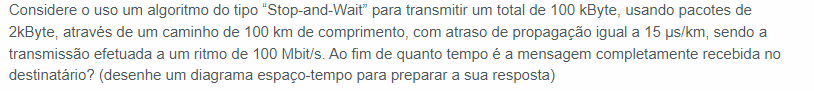 Considere o uso um algoritmo do tipo “Stop-and-Wait” para transmitir um total de 100 kByte, usando pacotes de
2kByte, através de um caminho de 100 km de comprimento, com atraso de propagação igual a 15 μs/km, sendo a
transmissão efetuada a um ritmo de 100 Mbit/s. Ao fim de quanto tempo é a mensagem completamente recebida no
destinatário? (desenhe um diagrama espaço-tempo para preparar a sua resposta)